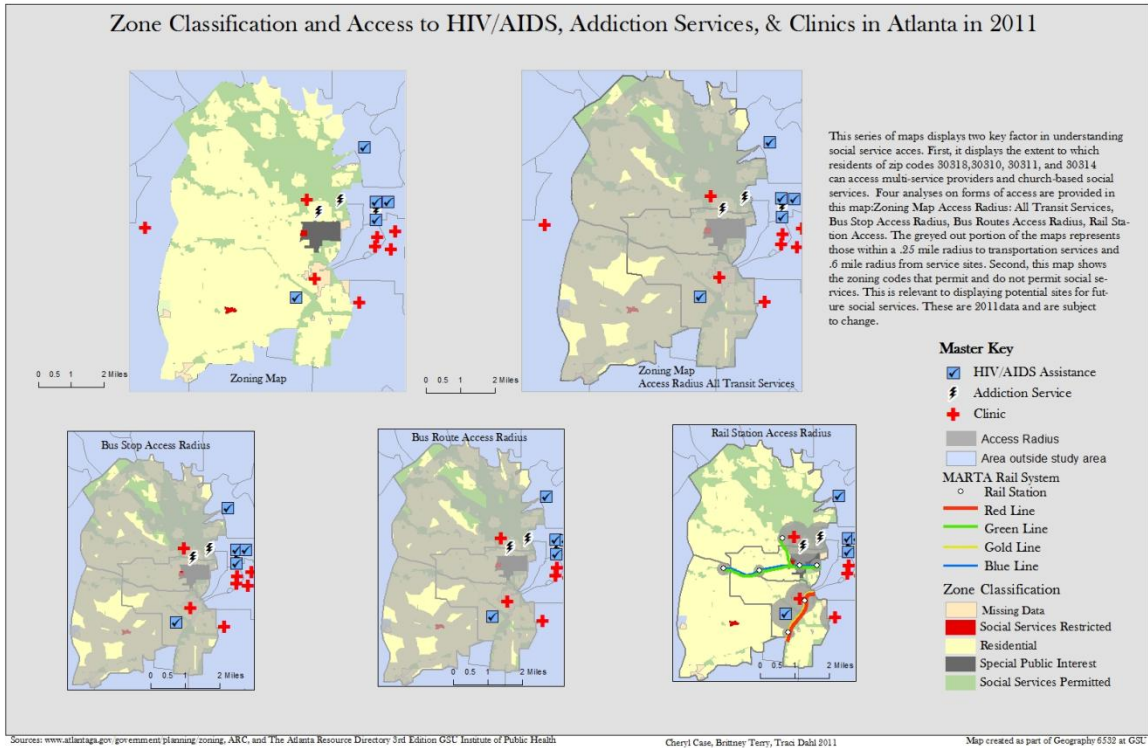 Zone Classification and Access to HIV/AIDS, Addiction Services, & Clinics in Atlanta in 2011
Zoning Map
0 0.5 1 2 Miles
Zoning Map
Access Radius All Transit Services
0 0.5 1 2 Miles
This series of maps displays two key factor in understanding
social service acces. First, it displays the extent to which
residents of zip codes 30318,30310, 30311, and 30314
can access multi-service providers and church-based social
services. Four analyses on forms of access are provided in
this map:Zoning Map Access Radius: All Transit Services,
Bus Stop Access Radius, Bus Routes Access Radius, Rail Sta-
tion Access. The greyed out portion of the maps represents
those within a .25 mile radius to transportation services and
.6 mile radius from service sites. Second, this map shows
the zoning codes that permit and do not permit social se-
rvices. This is relevant to displaying potential sites for fut-
ure social services. These are 2011data and are subject
to change.
Master Key
HIV/AIDS Assistance
Addiction Service
Clinic
Access Radius
Area outside study area
MARTA Rail System
Rail Station
Red Line
Green Line
Gold Line
Blue Line
Zone Classification
Missing Data
Social Services Restricted
Residential
Special Public Interest
Social Services Permitted
Bus Stop Access Radius
0 0.5 1 2 Miles
Bus Route Access Radius
0 0.5 1 2 Miles
Rail Station Access Radius
0 0.5 1 2 Miles
Sources: www.atlantaga.gov/government/planning/zoning, ARC, and The Atlanta Resource Directory 3rd Edition GSU Institute of Public Health
Cheryl Case, Brittney Terry, Traci Dahl 2011
Map created as part of Geography 6532 at GSU